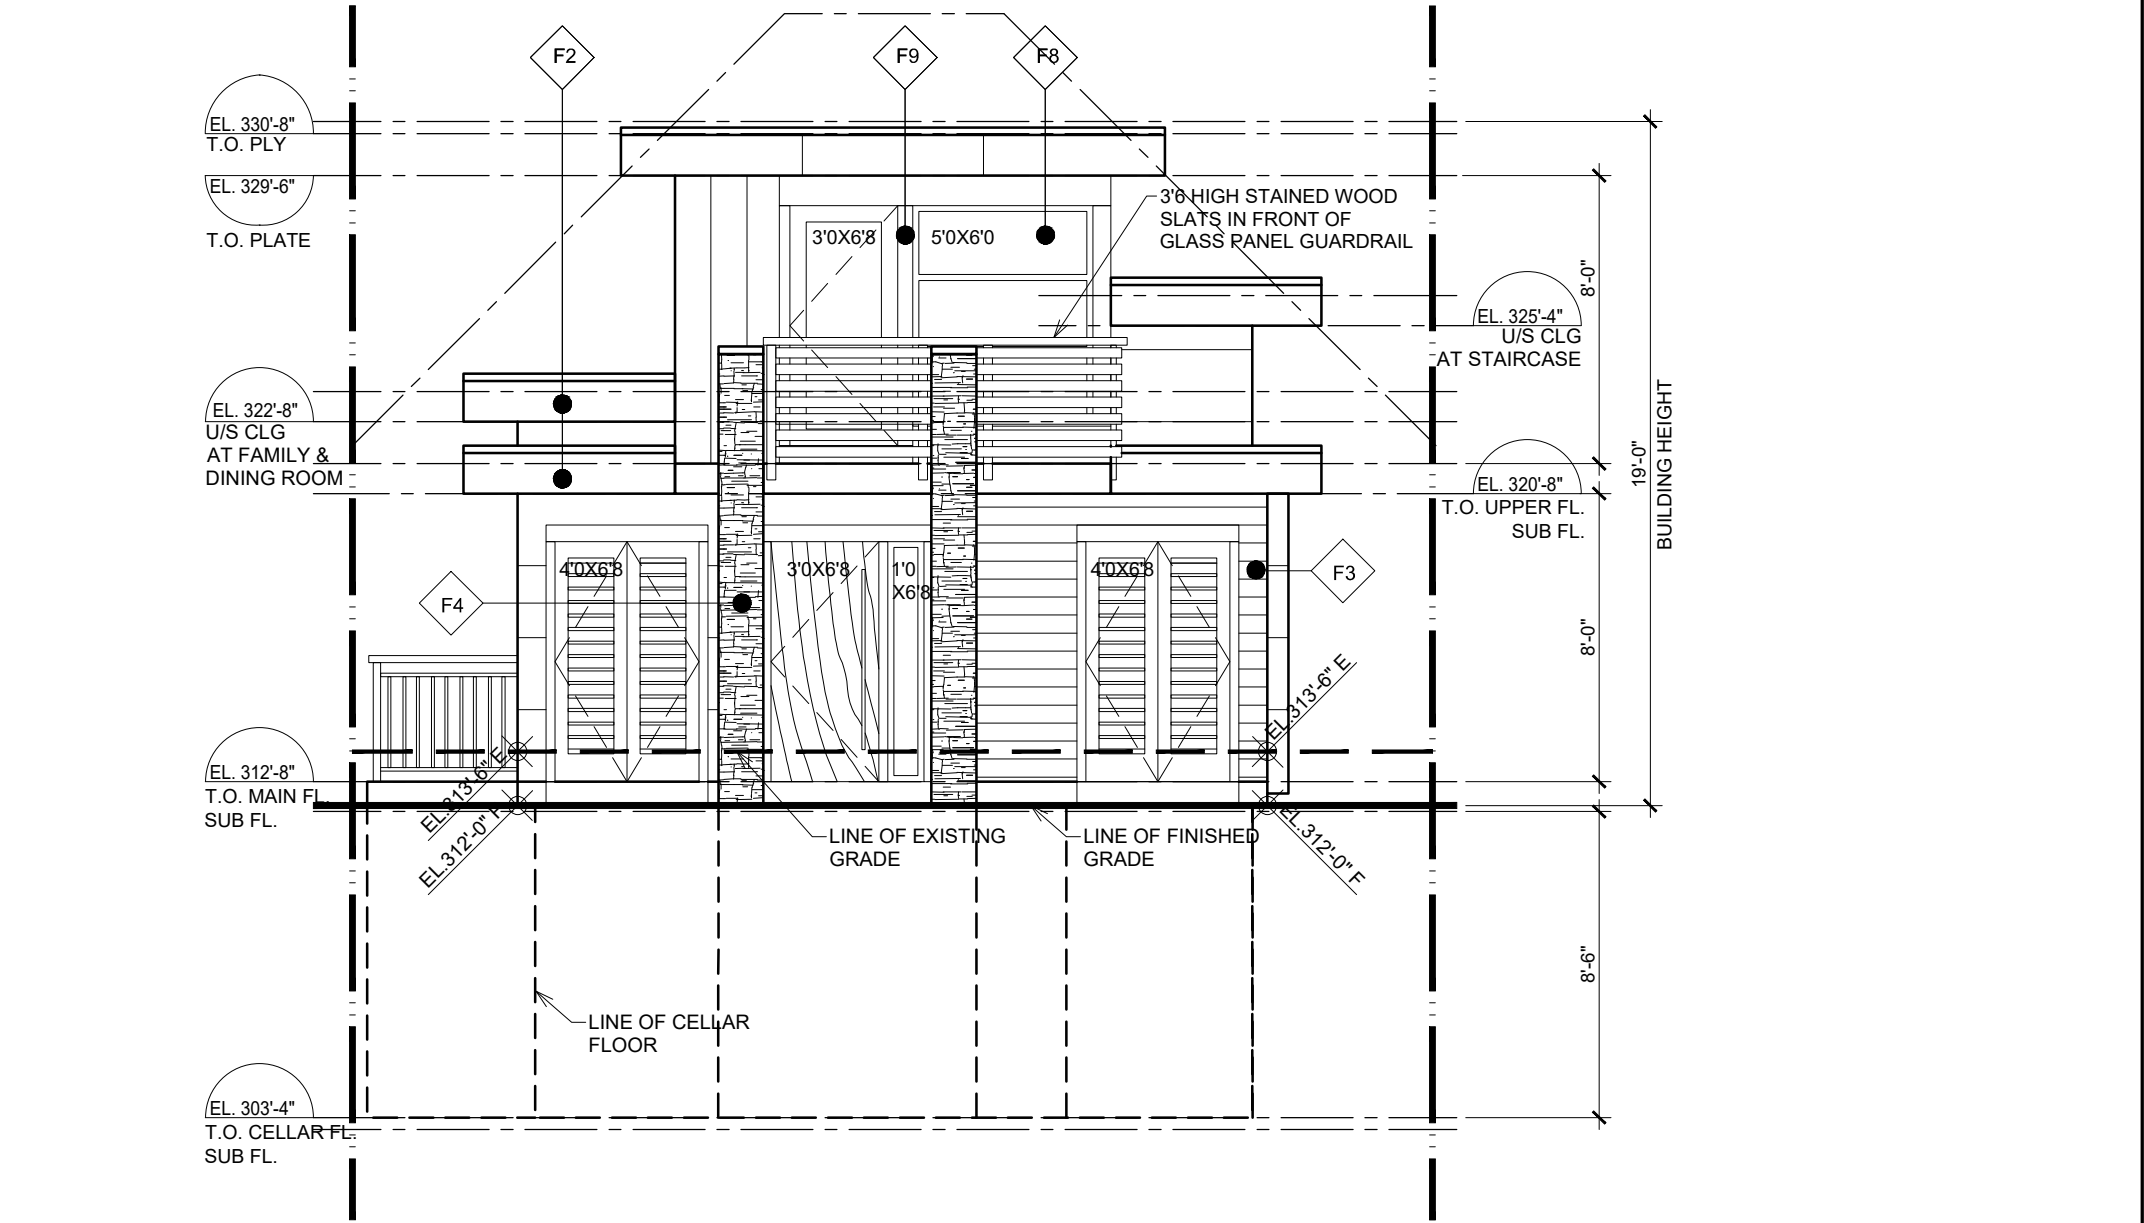 F2
F9
F8
EL. 330'-8"
T.O. PLY
EL. 329'-6"
T.O. PLATE
3'6 HIGH STAINED WOOD
SLATS IN FRONT OF
GLASS PANEL GUARDRAIL
3'0X6'8
5'0X6'0
8'-0"
EL. 325'-4"
U/S CLG
AT STAIRCASE
EL. 322'-8"
U/S CLG
AT FAMILY &
DINING ROOM
19'-0"
BUILDING HEIGHT
EL. 320'-8"
T.O. UPPER FL.
SUB FL.
4'0X6'8
3'0X6'8
1'0
X6'8
4'0X6'8
F3
F4
8'-0"
EL.313'-6" E
EL.313'-6" E
EL. 312'-8"
T.O. MAIN FL.
SUB FL.
EL.312'-0" F
LINE OF EXISTING
GRADE
LINE OF FINISHED
GRADE
EL.312'-0" F
8'-6"
LINE OF CELLAR
FLOOR
EL. 303'-4"
T.O. CELLAR FL.
SUB FL.